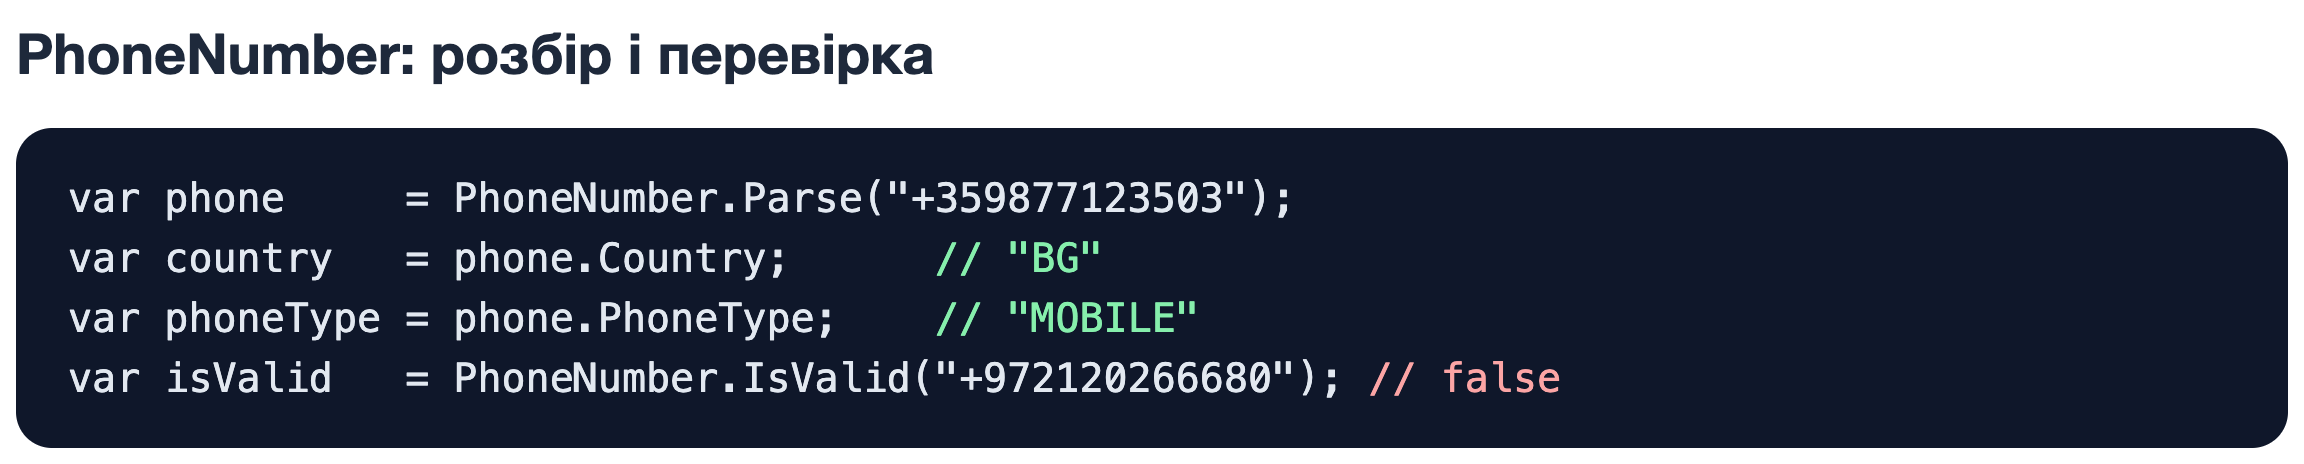 PhoneNumber: розбір і перевірка
var phone     = PhoneNumber.Parse("+359877123503");
var country   = phone.Country;      // "BG"
var phoneType = phone.PhoneType;    // "MOBILE"
var isValid   = PhoneNumber.IsValid("+972120266680"); // false